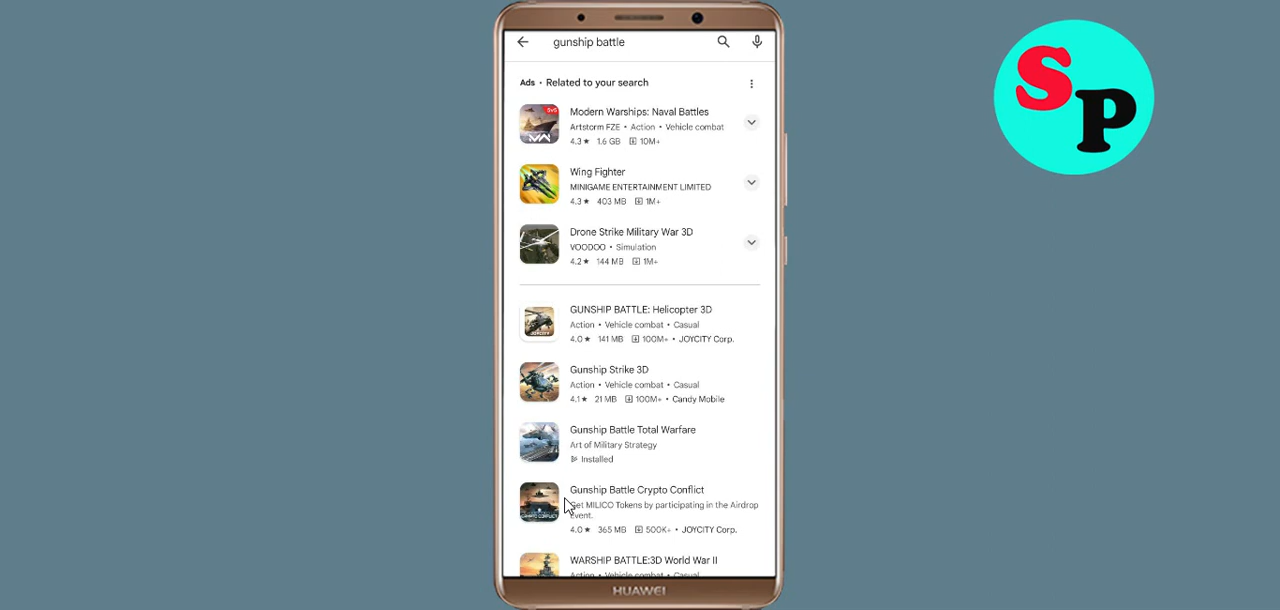 gunship battle
Ads • Related to your search
Modern Warships: Naval Battles
Artstorm FZE • Action • Vehicle combat
4.3★ 1.6 GB 10M+
Wing Fighter
MINIGAME ENTERTAINMENT LIMITED
4.3★ 403 MB 1M+
Drone Strike Military War 3D
VOODOO • Simulation
4.2★ 144 MB 1M+
GUNSHIP BATTLE: Helicopter 3D
Action • Vehicle combat • Casual
4.0★ 141 MB 100M+ • JOYCITY Corp.
Gunship Strike 3D
Action • Vehicle combat • Casual
4.1★ 21 MB 100M+ • Candy Mobile
Gunship Battle Total Warfare
Art of Military Strategy
Installed
Gunship Battle Crypto Conflict
Get MILICO Tokens by participating in the Airdrop
Event.
4.0★ 365 MB 500K+ • JOYCITY Corp.
WARSHIP BATTLE:3D World War II
Action • Vehicle combat • Casual
HUAWEI
SP